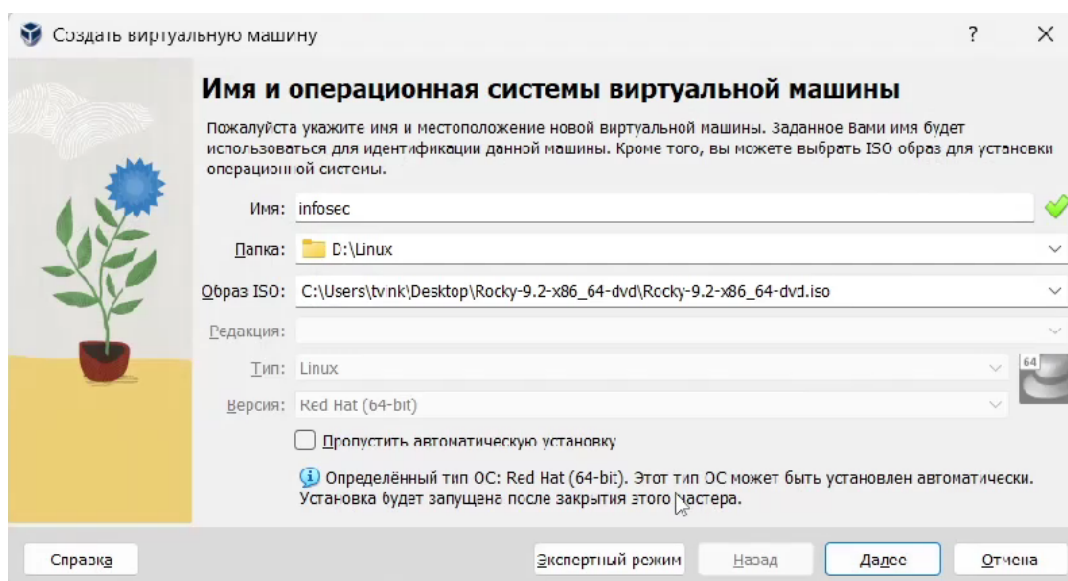 Создать виртуальную машину
?
Имя и операционная системы виртуальной машины
Пожалуйста укажите имя и местоположение новой виртуальной машины. Заданное Вами имя будет
использоваться для идентификации данной машины. Кроме того, вы можете выбрать ISO образ для установки
операционной системы.
Имя: infosec
Папка: D:\Linux
Образ ISO: C:\Users\tvink\Desktop\Rocky-9.2-x86_64-dvd\Rocky-9.2-x86_64-dvd.iso
Редакция:
Тип: Linux
64
Версия: Red Hat (64-bit)
Пропустить автоматическую установку
Определённый тип ОС: Red Hat (64-bit). Этот тип ОС может быть установлен автоматически.
Установка будет запущена после закрытия этого мастера.
Справка Экспертный режим Назад Далее Отмена